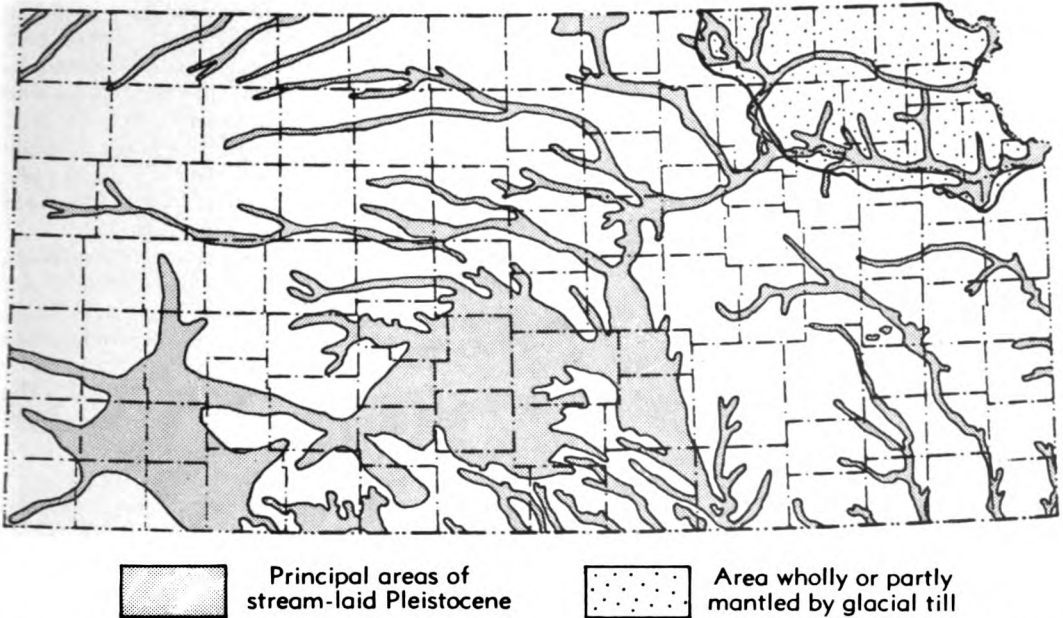 Principal areas of
stream-laid Pleistocene
Area wholly or partly
mantled by glacial till